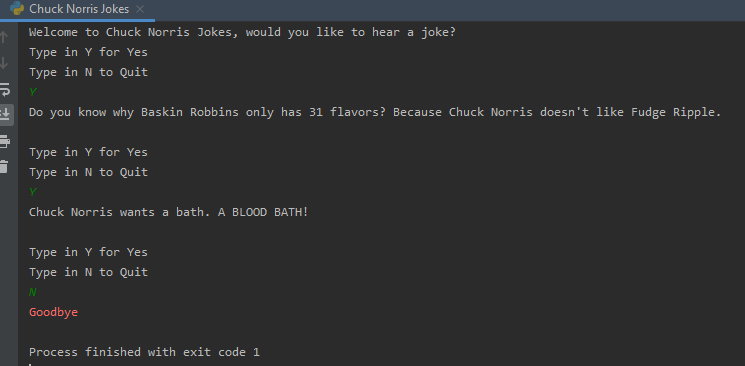 Chuck Norris Jokes
Welcome to Chuck Norris Jokes, would you like to hear a joke?
Type in Y for Yes
Type in N to Quit
Y
Do you know why Baskin Robbins only has 31 flavors? Because Chuck Norris doesn't like Fudge Ripple.
Type in Y for Yes
Type in N to Quit
Y
Chuck Norris wants a bath. A BLOOD BATH!
Type in Y for Yes
Type in N to Quit
N
Goodbye
Process finished with exit code 1